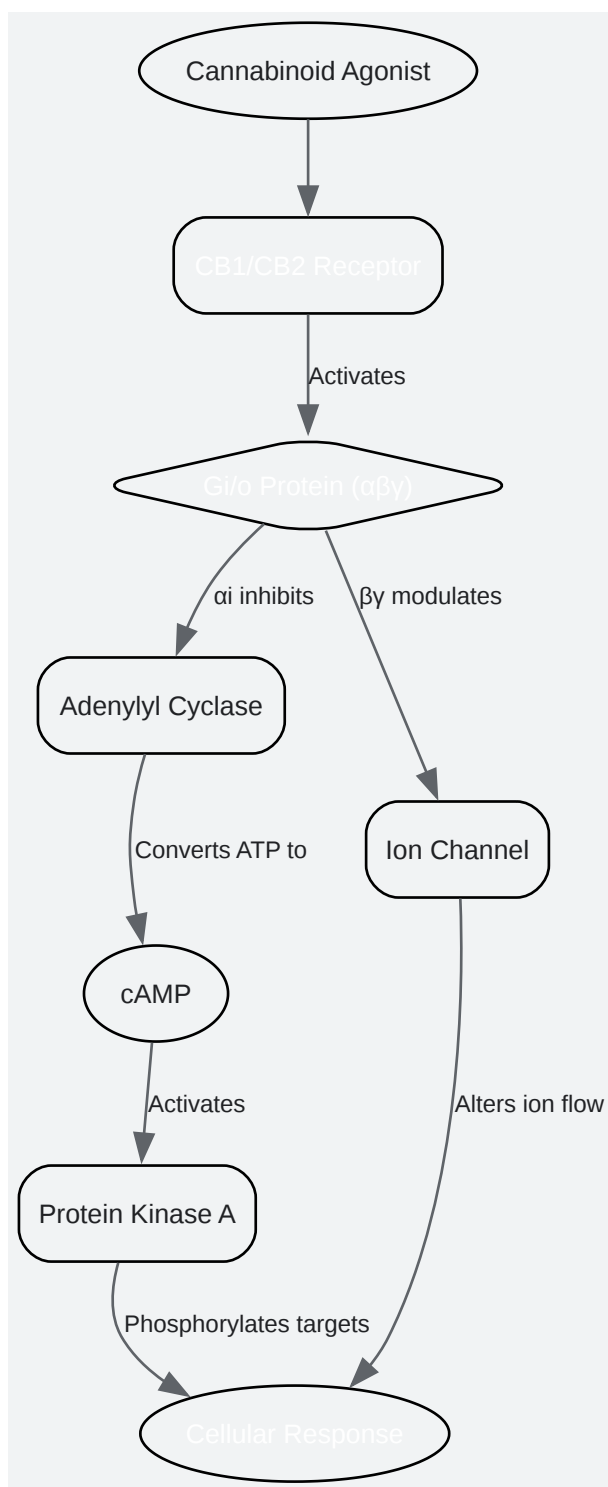 Cannabinoid Agonist
CB1/CB2 Receptor
Activates
Gi/o Protein (αβγ)
αi inhibits
βγ modulates
Adenylyl Cyclase
Ion Channel
Converts ATP to
cAMP
Activates
Alters ion flow
Protein Kinase A
Phosphorylates targets
Cellular Response